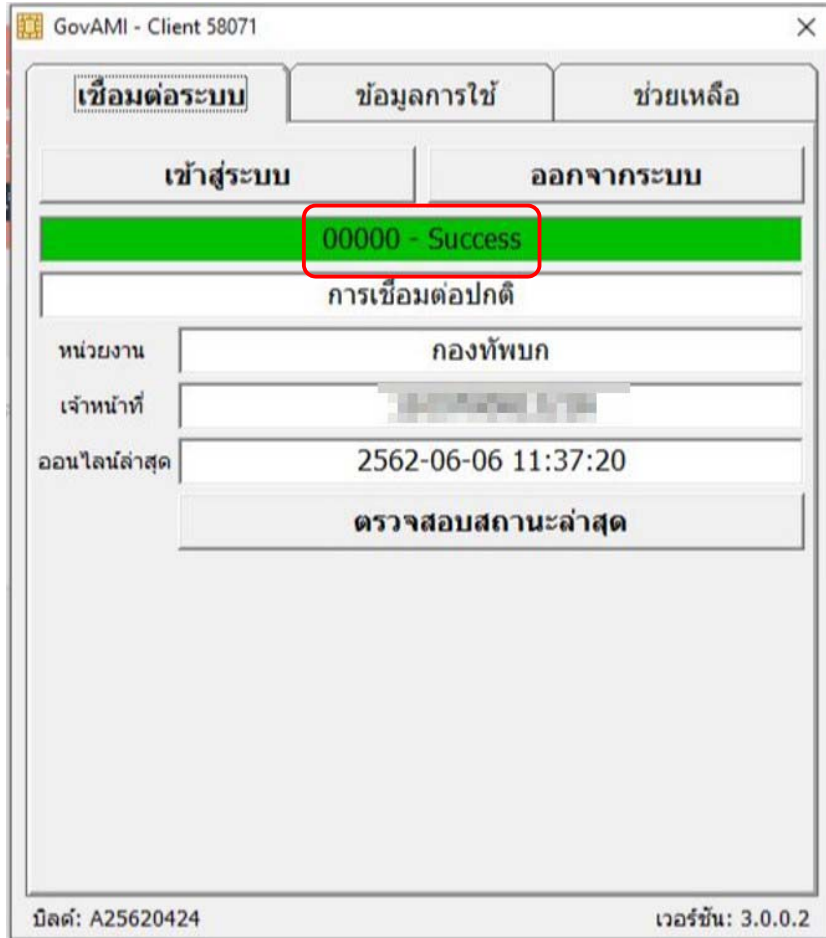 GovAMI - Client 58071
เชื่อมต่อระบบ ข้อมูลการใช้ ช่วยเหลือ
เข้าสู่ระบบ ออกจากระบบ
00000 - Success
การเชื่อมต่อปกติ
หน่วยงาน กองทัพบก
เจ้าหน้าที่
ออนไลน์ล่าสุด 2562-06-06 11:37:20
ตรวจสอบสถานะล่าสุด
บิลด์: A25620424 เวอร์ชัน: 3.0.0.2